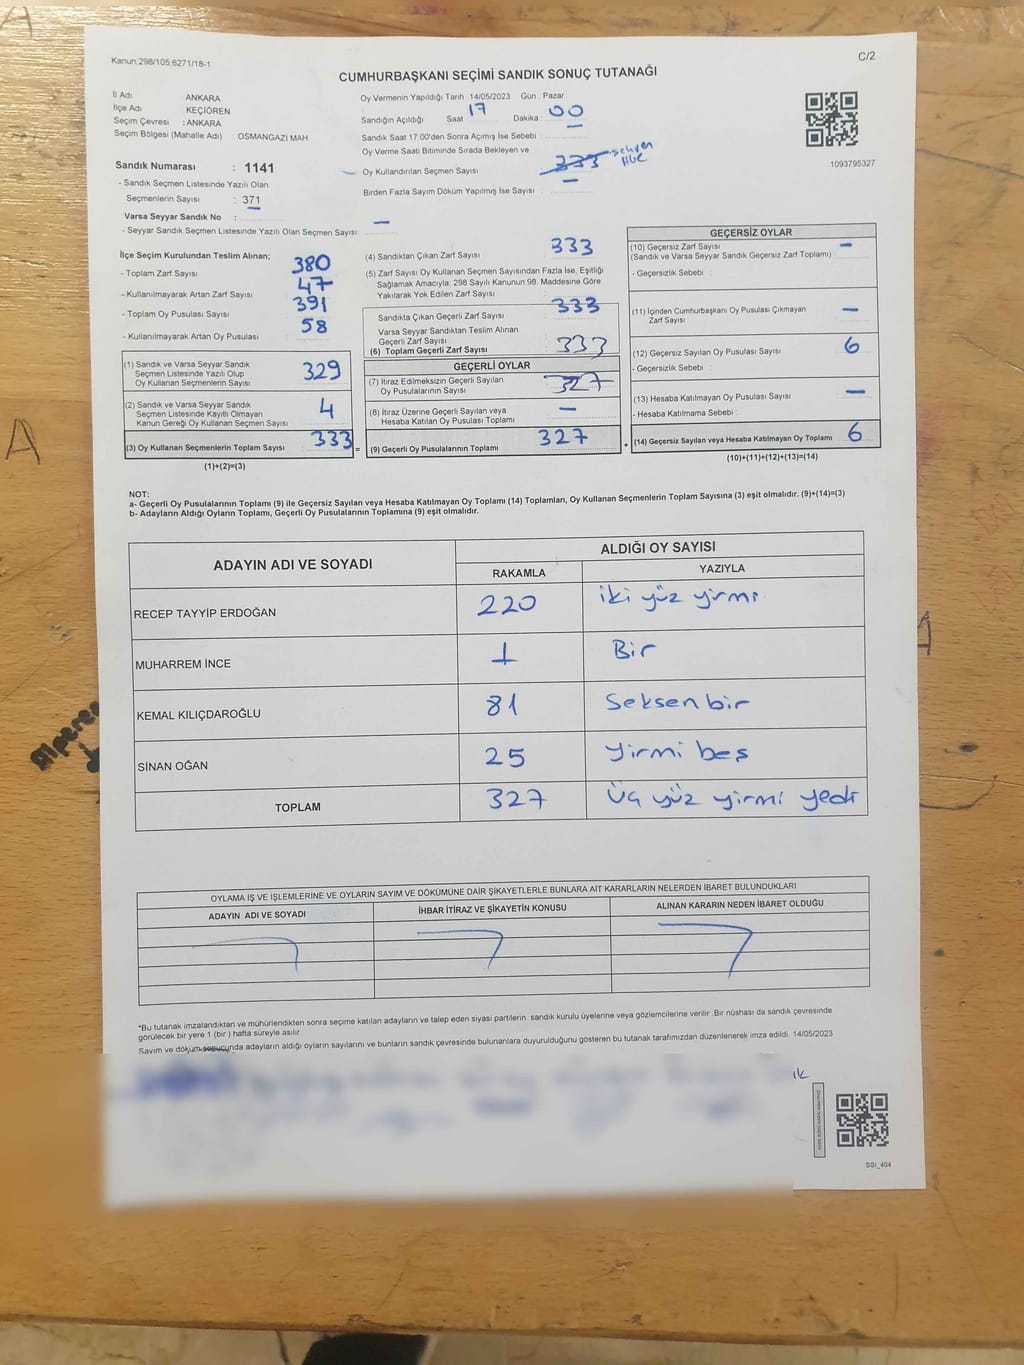 Kanun:298/105;6271/18-1
C/2
CUMHURBAŞKANI SEÇİMİ SANDIK SONUÇ TUTANAĞI
İl Adı ANKARA
İlçe Adı KEÇİÖREN
Seçim Çevresi : ANKARA
Seçim Bölgesi (Mahalle Adı) : OSMANGAZİ MAH.
Oy Vermenin Yapıldığı Tarih 14/05/2023 Gün : Pazar
Sandığın Açıldığı Saat 17 Dakika : 00
Sandık Saat 17:00'den Sonra Açılmış İse Sebebi
Oy Verme Saati Bitiminde Sırada Bekleyen ve
Oy Kullandırılan Seçmen Sayısı : 333 sehven
Birden Fazla Sayım Döküm Yapılmış İse Sayısı : –
1093795327
Sandık Numarası : 1141
- Sandık Seçmen Listesinde Yazılı Olan
Seçmenlerin Sayısı : 371
Varsa Seyyar Sandık No :
- Seyyar Sandık Seçmen Listesinde Yazılı Olan Seçmen Sayısı: –
İlçe Seçim Kurulundan Teslim Alınan;
- Toplam Zarf Sayısı 380
- Kullanılmayarak Artan Zarf Sayısı 47
- Toplam Oy Pusulası Sayısı 391
- Kullanılmayarak Artan Oy Pusulası 58
(1) Sandık ve Varsa Seyyar Sandık
Seçmen Listesinde Yazılı Olup
Oy Kullanan Seçmenlerin Sayısı 329
(2) Sandık ve Varsa Seyyar Sandık
Seçmen Listesinde Kayıtlı Olmayan
Kanun Gereği Oy Kullanan Seçmen Sayısı 4
(3) Oy Kullanan Seçmenlerin Toplam Sayısı 333 =
(1)+(2)=(3)
(4) Sandıktan Çıkan Zarf Sayısı 333
(5) Zarf Sayısı Oy Kullanan Seçmen Sayısından Fazla İse, Eşitliği
Sağlamak Amacıyla, 298 Sayılı Kanunun 98. Maddesine Göre
Yakılarak Yok Edilen Zarf Sayısı –
Sandıkta Çıkan Geçerli Zarf Sayısı 333
Varsa Seyyar Sandıktan Teslim Alınan
Geçerli Zarf Sayısı
(6) Toplam Geçerli Zarf Sayısı 333
GEÇERLİ OYLAR
(7) İtiraz Edilmeksizin Geçerli Sayılan
Oy Pusulalarının Sayısı 327
(8) İtiraz Üzerine Geçerli Sayılan veya
Hesaba Katılan Oy Pusulası Toplamı –
(9) Geçerli Oy Pusulalarının Toplamı 327 +
GEÇERSİZ OYLAR
(10) Geçersiz Zarf Sayısı –
(Sandık ve Varsa Seyyar Sandık Geçersiz Zarf Toplamı)
- Geçersizlik Sebebi :
(11) İçinden Cumhurbaşkanı Oy Pusulası Çıkmayan
Zarf Sayısı –
(12) Geçersiz Sayılan Oy Pusulası Sayısı 6
- Geçersizlik Sebebi :
(13) Hesaba Katılmayan Oy Pusulası Sayısı –
- Hesaba Katılmama Sebebi :
(14) Geçersiz Sayılan veya Hesaba Katılmayan Oy Toplamı 6
(10)+(11)+(12)+(13)=(14)
NOT:
a- Geçerli Oy Pusulalarının Toplamı (9) ile Geçersiz Sayılan veya Hesaba Katılmayan Oy Toplamı (14) Toplamları, Oy Kullanan Seçmenlerin Toplam Sayısına (3) eşit olmalıdır. (9)+(14)=(3)
b- Adayların Aldığı Oyların Toplamı, Geçerli Oy Pusulalarının Toplamına (9) eşit olmalıdır.
ADAYIN ADI VE SOYADI ALDIĞI OY SAYISI
RAKAMLA YAZIYLA
RECEP TAYYİP ERDOĞAN 220 iki yüz yirmi
MUHARREM İNCE 1 Bir
KEMAL KILIÇDAROĞLU 81 Seksen bir
SİNAN OĞAN 25 yirmi beş
TOPLAM 327 Üç yüz yirmi yedi
OYLAMA İŞ VE İŞLEMLERİNE VE OYLARIN SAYIM VE DÖKÜMÜNE DAİR ŞİKAYETLERLE BUNLARA AİT KARARLARIN NELERDEN İBARET BULUNDUKLARI
ADAYIN ADI VE SOYADI İHBAR İTİRAZ VE ŞİKAYETİN KONUSU ALINAN KARARIN NEDEN İBARET OLDUĞU
*Bu tutanak imzalandıktan ve mühürlendikten sonra seçime katılan adayların ve talep eden siyasi partilerin sandık kurulu üyelerine veya gözlemcilerine verilir. Bir nüshası da sandık çevresinde
görülecek bir yere 1 (bir) hafta süreyle asılır.
Sayım ve döküm sonucunda adayların aldığı oyların sayılarını ve bunların sandık çevresinde bulunanlara duyurulduğunu gösteren bu tutanak tarafımızdan düzenlenerek imza edildi. 14/05/2023
SSI_404
A
A
Alperen